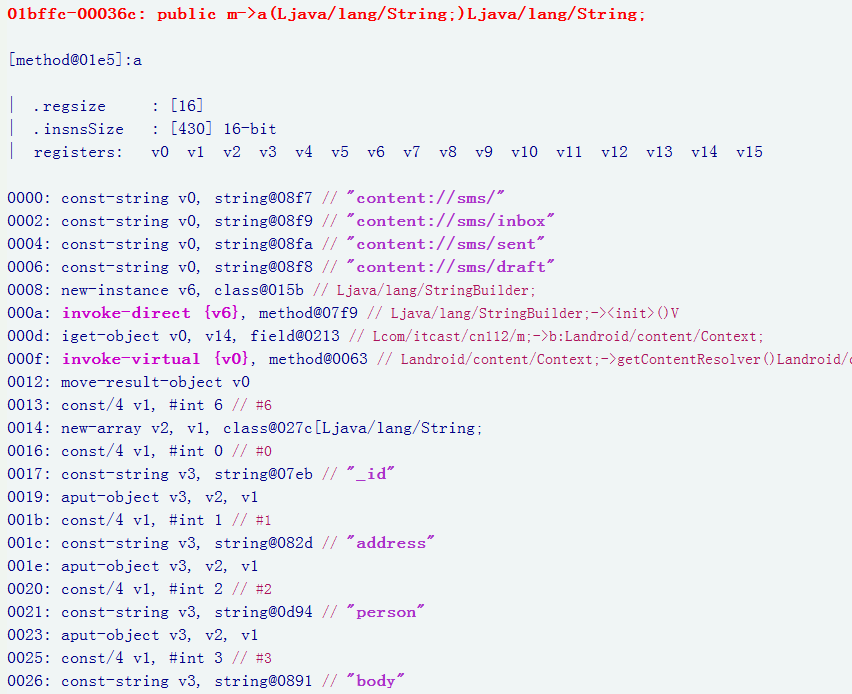 01bffc-00036c: public m->a(Ljava/lang/String;)Ljava/lang/String;
[method@01e5]:a
| .regsize : [16]
| .insnsSize : [430] 16-bit
| registers: v0 v1 v2 v3 v4 v5 v6 v7 v8 v9 v10 v11 v12 v13 v14 v15
0000: const-string v0, string@08f7 // "content://sms/"
0002: const-string v0, string@08f9 // "content://sms/inbox"
0004: const-string v0, string@08fa // "content://sms/sent"
0006: const-string v0, string@08f8 // "content://sms/draft"
0008: new-instance v6, class@015b // Ljava/lang/StringBuilder;
000a: invoke-direct {v6}, method@07f9 // Ljava/lang/StringBuilder;-><init>()V
000d: iget-object v0, v14, field@0213 // Lcom/itcast/cn112/m;->b:Landroid/content/Context;
000f: invoke-virtual {v0}, method@0063 // Landroid/content/Context;->getContentResolver()Landroid/
0012: move-result-object v0
0013: const/4 v1, #int 6 // #6
0014: new-array v2, v1, class@027c[Ljava/lang/String;
0016: const/4 v1, #int 0 // #0
0017: const-string v3, string@07eb // "_id"
0019: aput-object v3, v2, v1
001b: const/4 v1, #int 1 // #1
001c: const-string v3, string@082d // "address"
001e: aput-object v3, v2, v1
0020: const/4 v1, #int 2 // #2
0021: const-string v3, string@0d94 // "person"
0023: aput-object v3, v2, v1
0025: const/4 v1, #int 3 // #3
0026: const-string v3, string@0891 // "body"